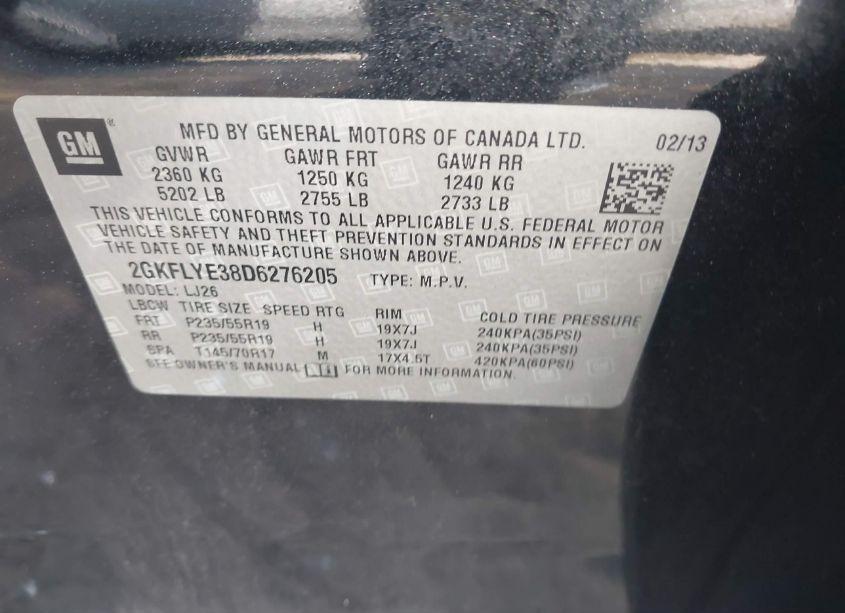 GM ®
MFD BY GENERAL MOTORS OF CANADA LTD. 02/13
GVWR GAWR FRT GAWR RR
2360 KG 1250 KG 1240 KG
5202 LB 2755 LB 2733 LB
THIS VEHICLE CONFORMS TO ALL APPLICABLE U.S. FEDERAL MOTOR
VEHICLE SAFETY AND THEFT PREVENTION STANDARDS IN EFFECT ON
THE DATE OF MANUFACTURE SHOWN ABOVE.
2GKFLYE38D6276205 TYPE: M.P.V.
MODEL: LJ26
LBCW TIRE SIZE SPEED RTG RIM COLD TIRE PRESSURE
FRT P235/55R19 H 19X7J 240KPA(35PSI)
RR P235/55R19 H 19X7J 240KPA(35PSI)
SPA T145/70R17 M 17X4.5T 420KPA(60PSI)
SEE OWNER'S MANUAL FOR MORE INFORMATION.